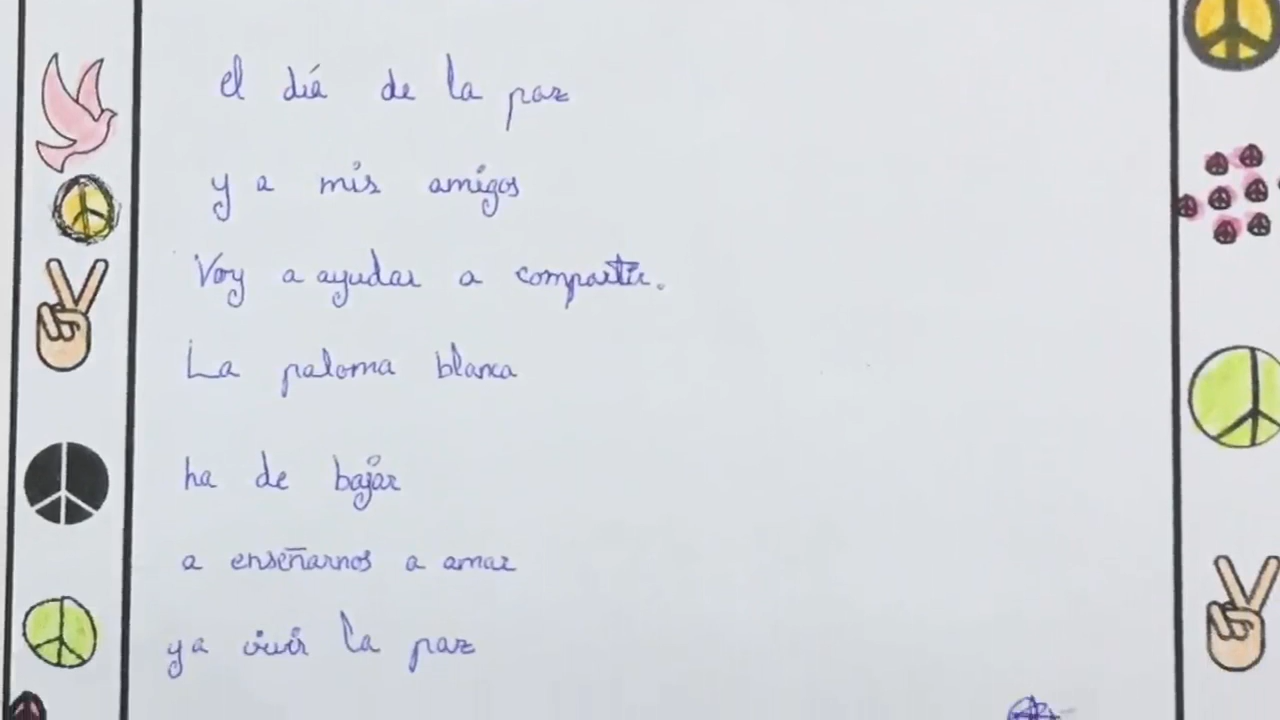 el diá de la paz
y a mis amigos
Voy a ayudar a compartir.
La paloma blanca
ha de bajar
a enseñarnos a amar
y a vivir la paz